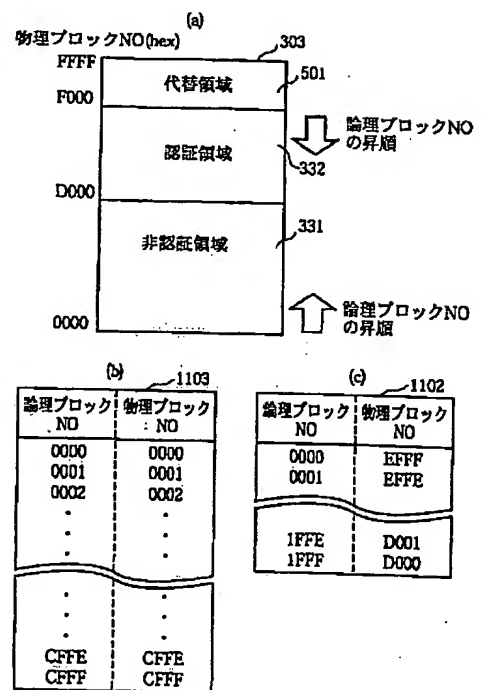 (a)
物理ブロックNO(hex)
303
FFFF
代替領域
501
F000
論理ブロックNO
の昇順
認証領域
332
D000
331
非認証領域
論理ブロックNO
の昇順
0000
(b)
1103
論理ブロック NO 物理ブロック NO
0000 0000
0001 0001
0002 0002
CFFE CFFE
CFFF CFFF
(c)
1102
論理ブロック NO 物理ブロック NO
0000 EFFF
0001 EFFE
1FFE D001
1FFF D000